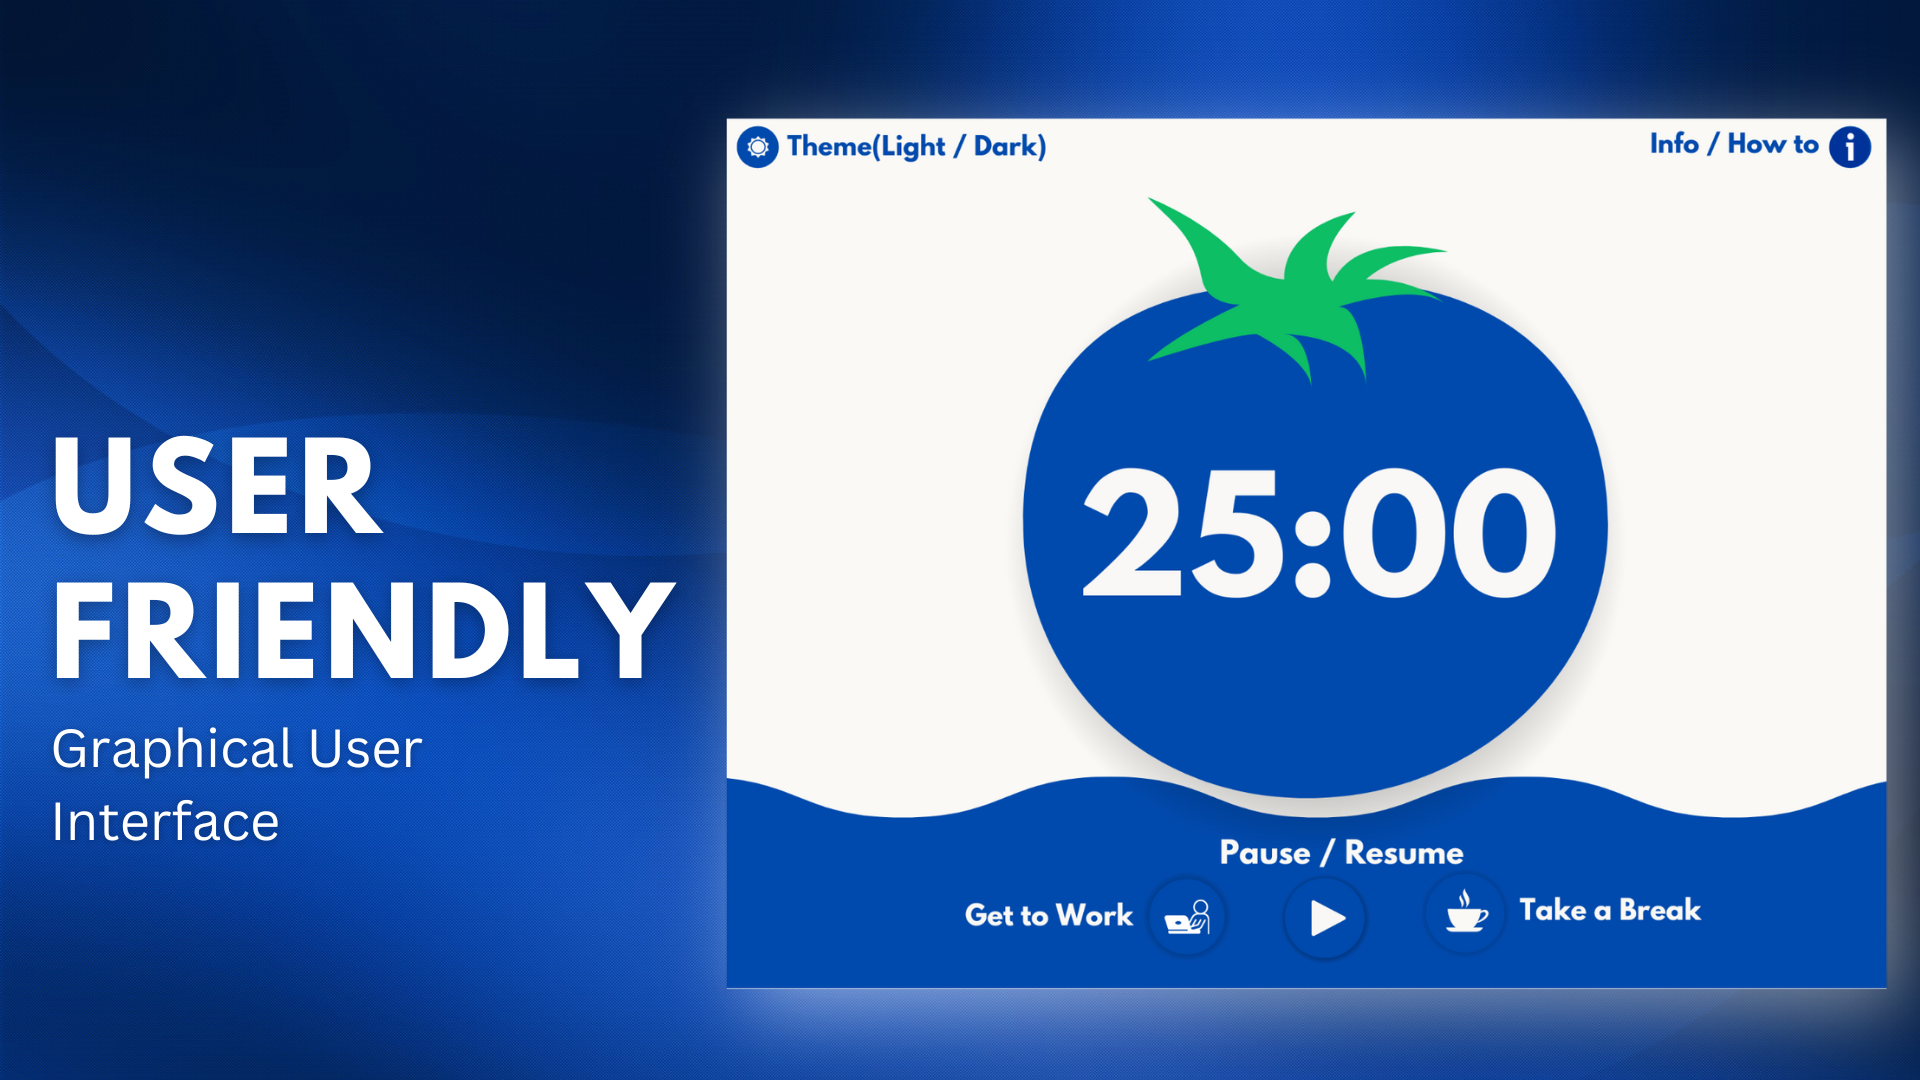 USER
FRIENDLY
Graphical User
Interface
Theme(Light / Dark)
Info / How to
25:00
Pause / Resume
Get to Work
Take a Break